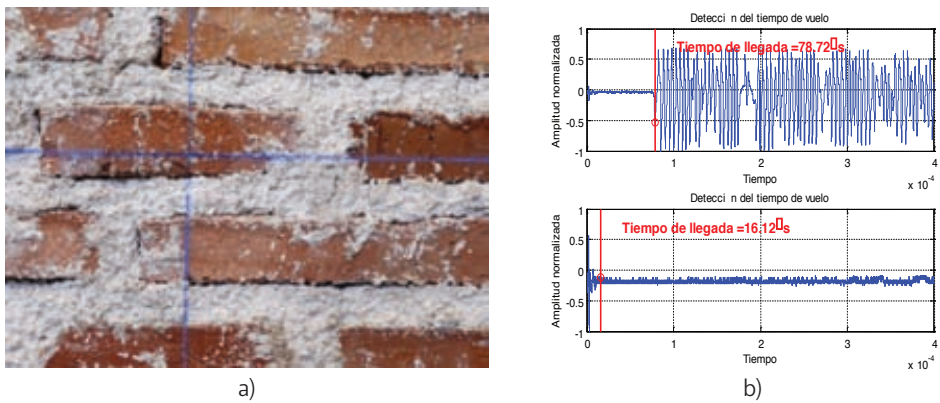 Detecci n del tiempo de vuelo
Tiempo de llegada =78.72▯s
Amplitud normalizada
1
0.5
0
-0.5
-1
0
1
2
3
4
Tiempo
x 10⁻⁴
Detecci n del tiempo de vuelo
Tiempo de llegada =16.12▯s
Amplitud normalizada
1
0.5
0
-0.5
-1
0
1
2
3
4
Tiempo
x 10⁻⁴
a)
b)